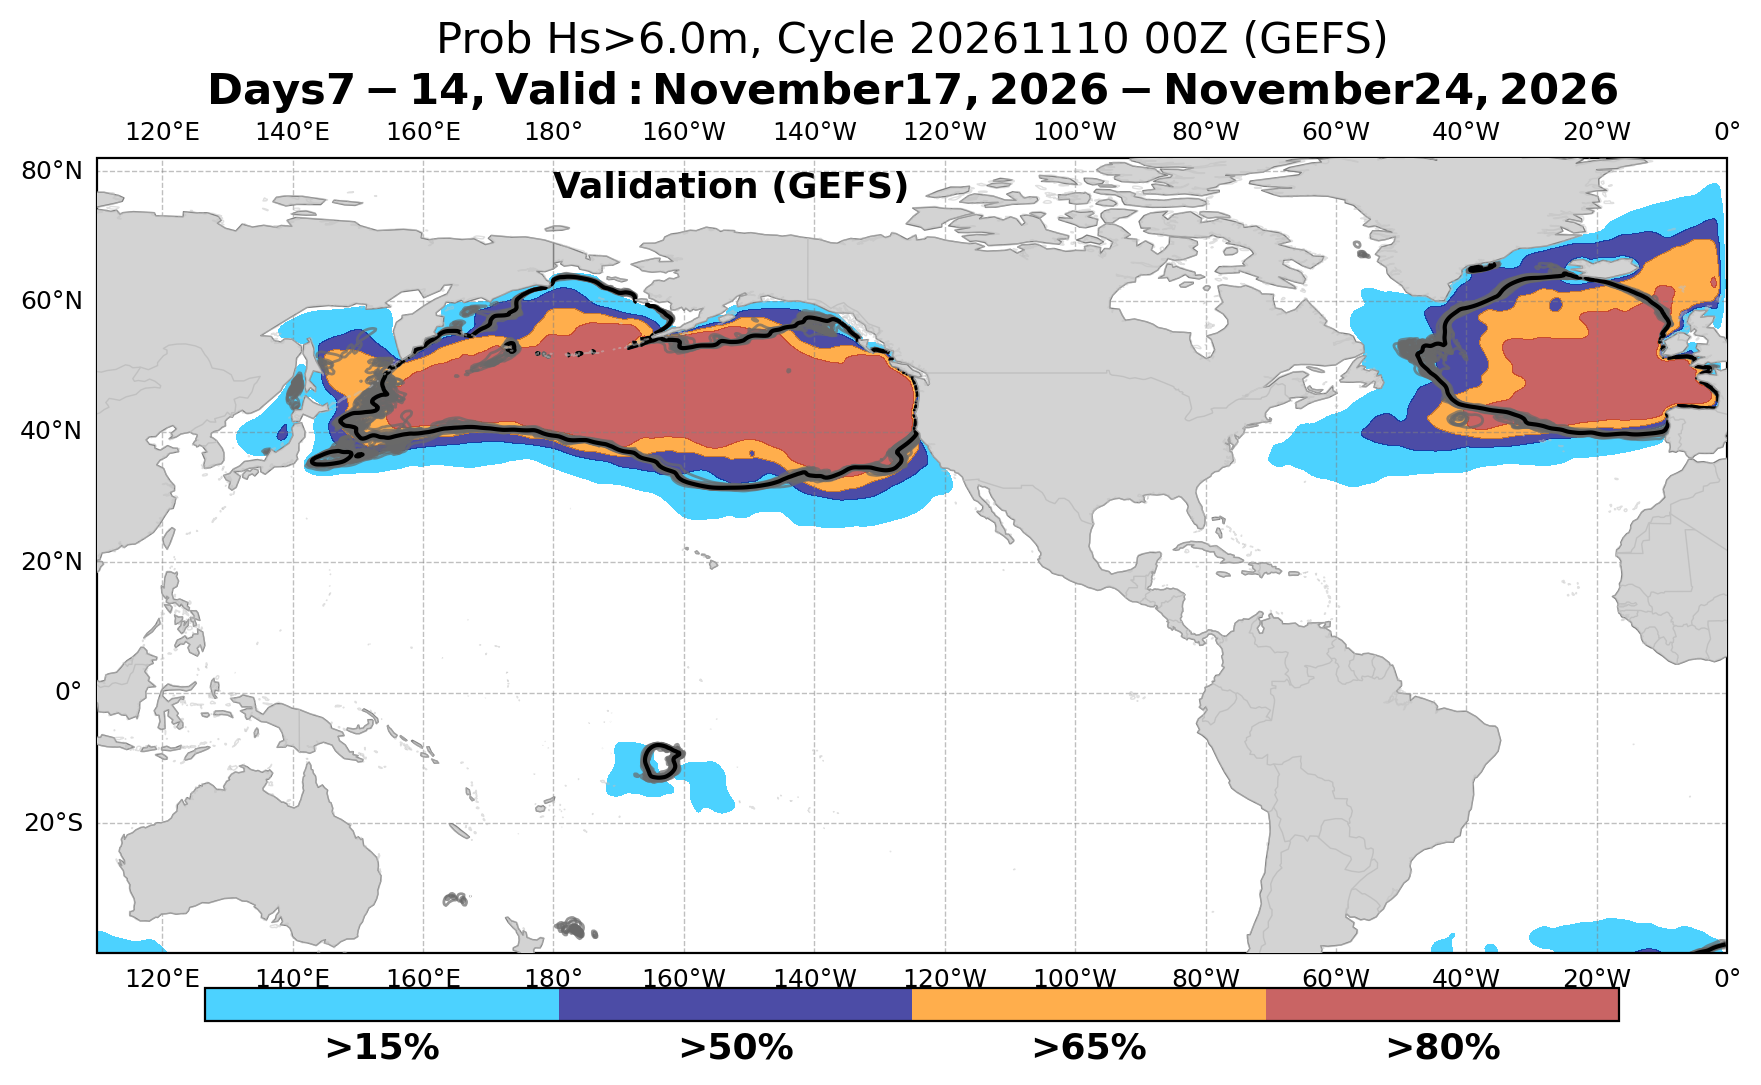 Prob Hs>6.0m, Cycle 20261110 00Z (GEFS)
Days7 − 14, Valid : November17, 2026 − November24, 2026
120°E 140°E 160°E 180° 160°W 140°W 120°W 100°W 80°W 60°W 40°W 20°W 0°
80°N
Validation (GEFS)
60°N
40°N
20°N
0°
20°S
120°E 140°E 160°E 180° 160°W 140°W 120°W 100°W 80°W 60°W 40°W 20°W 0°
>15% >50% >65% >80%